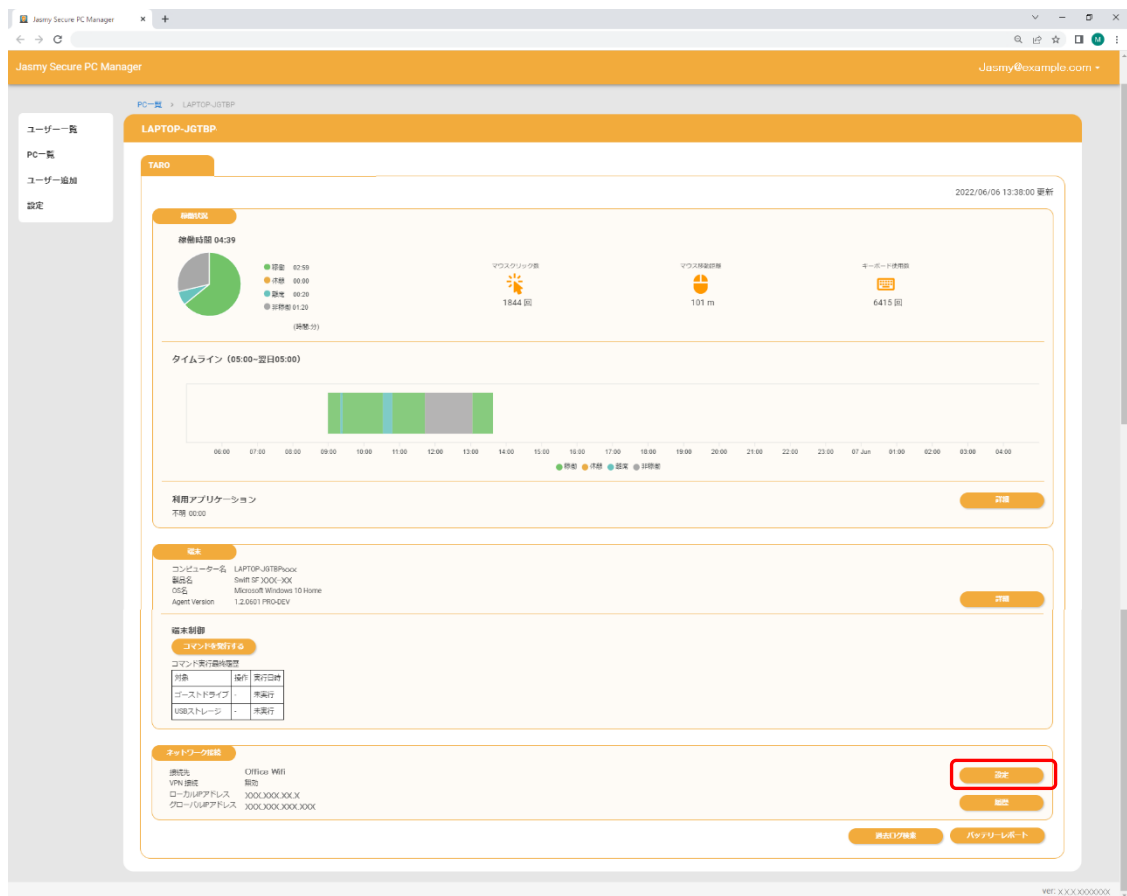 Jasmy Secure PC Manager
Jasmy Secure PC Manager
Jasmy@example.com
PC一覧 > LAPTOP-JGTBP
ユーザー一覧
PC一覧
ユーザー追加
設定
LAPTOP-JGTBP
TARO
2022/06/06 13:38:00 更新
稼働状況
稼働時間 04:39
稼働 02:59
休憩 00:00
離席 00:20
非稼働 01:20
(時間:分)
マウスクリック数
1844 回
マウス移動距離
101 m
キーボード使用数
6415 回
タイムライン（05:00~翌日05:00）
06:00 07:00 08:00 09:00 10:00 11:00 12:00 13:00 14:00 15:00 16:00 17:00 18:00 19:00 20:00 21:00 22:00 23:00 07 Jun 01:00 02:00 03:00 04:00
稼働 休憩 離席 非稼働
利用アプリケーション
詳細
不明 00:00
端末
コンピューター名 LAPTOP-JGTBPxxxx
製品名 Swift SF XXX-XX
OS名 Microsoft Windows 10 Home
Agent Version 1.2.0601 PRO-DEV
詳細
端末制御
コマンドを発行する
コマンド実行最終履歴
対象 操作 実行日時
ゴーストドライブ - 未実行
USBストレージ - 未実行
ネットワーク接続
接続先 Office Wifi
VPN 接続 無効
ローカルIPアドレス XXX.XXX.XX.X
グローバルIPアドレス XXX.XXX.XXX.XXX
設定
履歴
過去ログ検索
バッテリーレポート
ver: X.X.XXXXXXXX